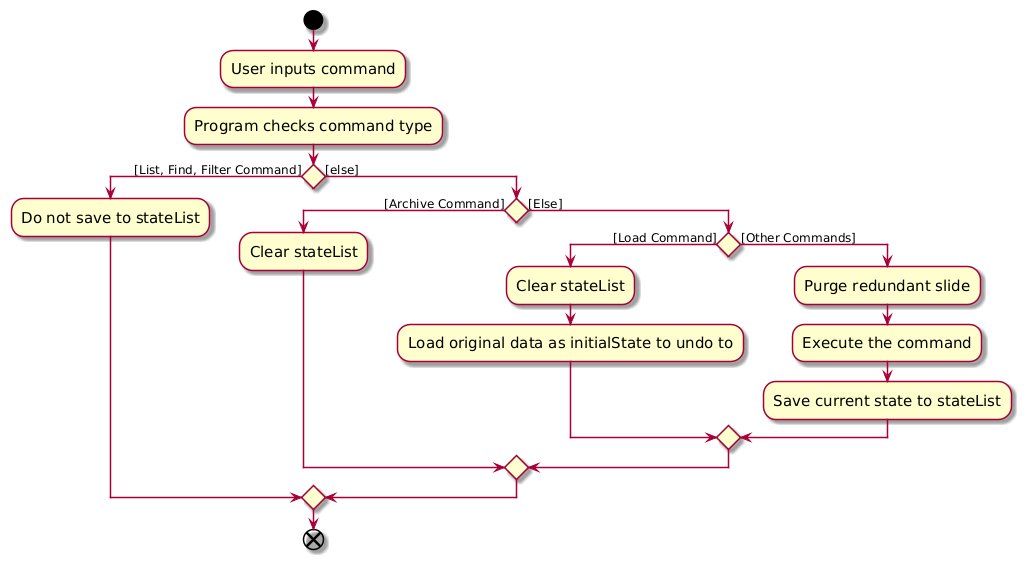 User inputs command
Program checks command type
[List, Find, Filter Command]
[else]
Do not save to stateList
[Archive Command]
[Else]
Clear stateList
[Load Command]
[Other Commands]
Clear stateList
Purge redundant slide
Load original data as initialState to undo to
Execute the command
Save current state to stateList